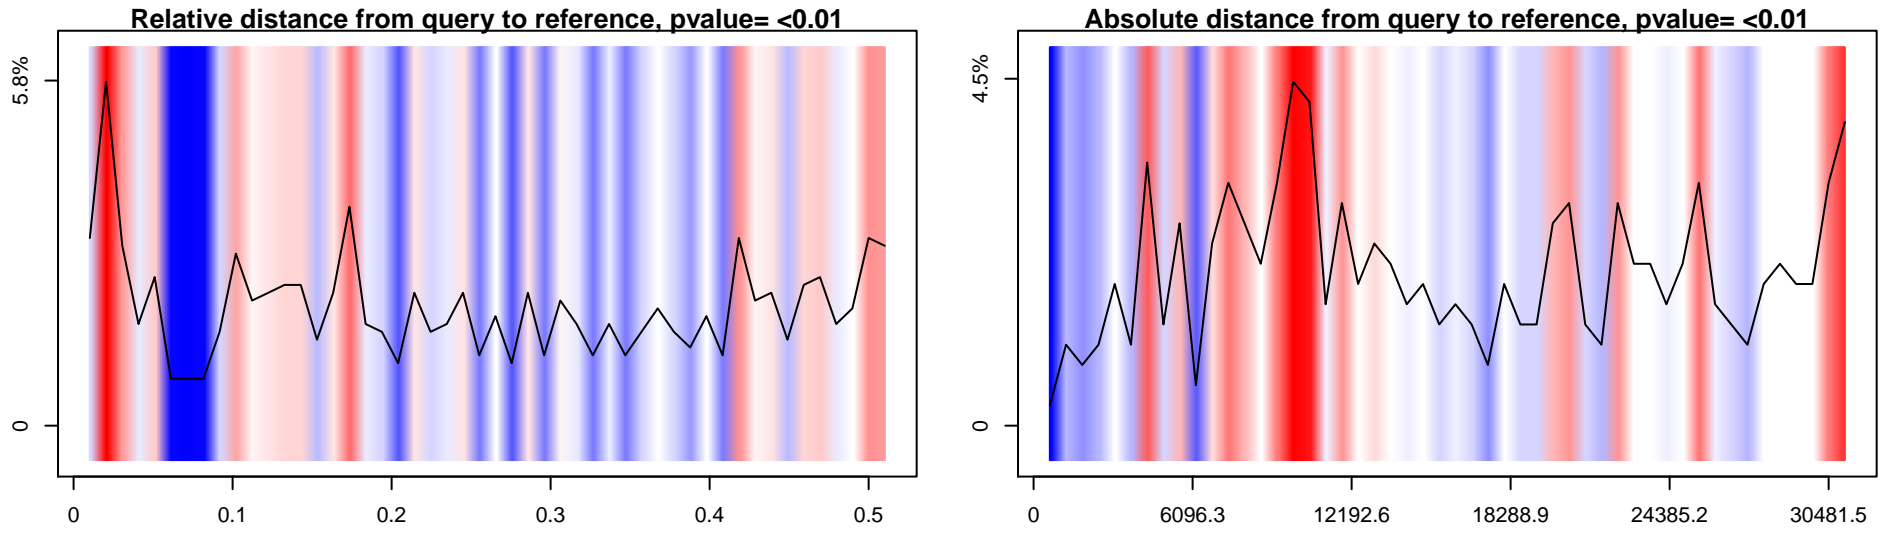 Relative distance from query to reference, pvalue= <0.01
5.8%
0
0 0.1 0.2 0.3 0.4 0.5
Absolute distance from query to reference, pvalue= <0.01
4.5%
0
0 6096.3 12192.6 18288.9 24385.2 30481.5